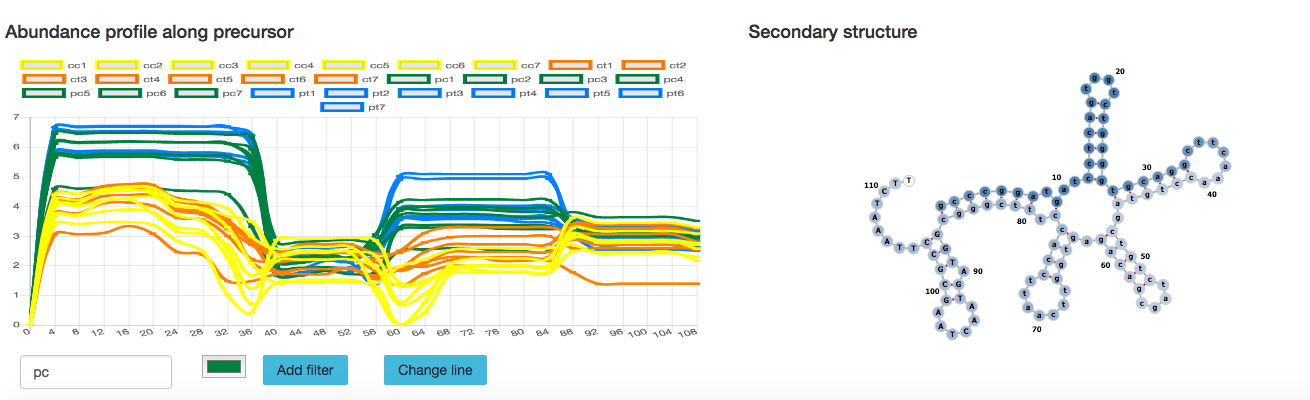 Abundance profile along precursor
Secondary structure
cc1 cc2 cc3 cc4 cc5 cc6 cc7 ct1 ct2
ct3 ct4 ct5 ct6 ct7 pc1 pc2 pc3 pc4
pc5 pc6 pc7 pt1 pt2 pt3 pt4 pt5 pt6
pt7
7
6
5
4
3
2
1
0
0 4 8 12 16 20 24 28 32 36 40 44 48 52 56 60 64 68 72 76 80 84 88 92 96 100 104 108
pc
Add filter
Change line
20
30
10
40
110
80
50
60
90
100
70